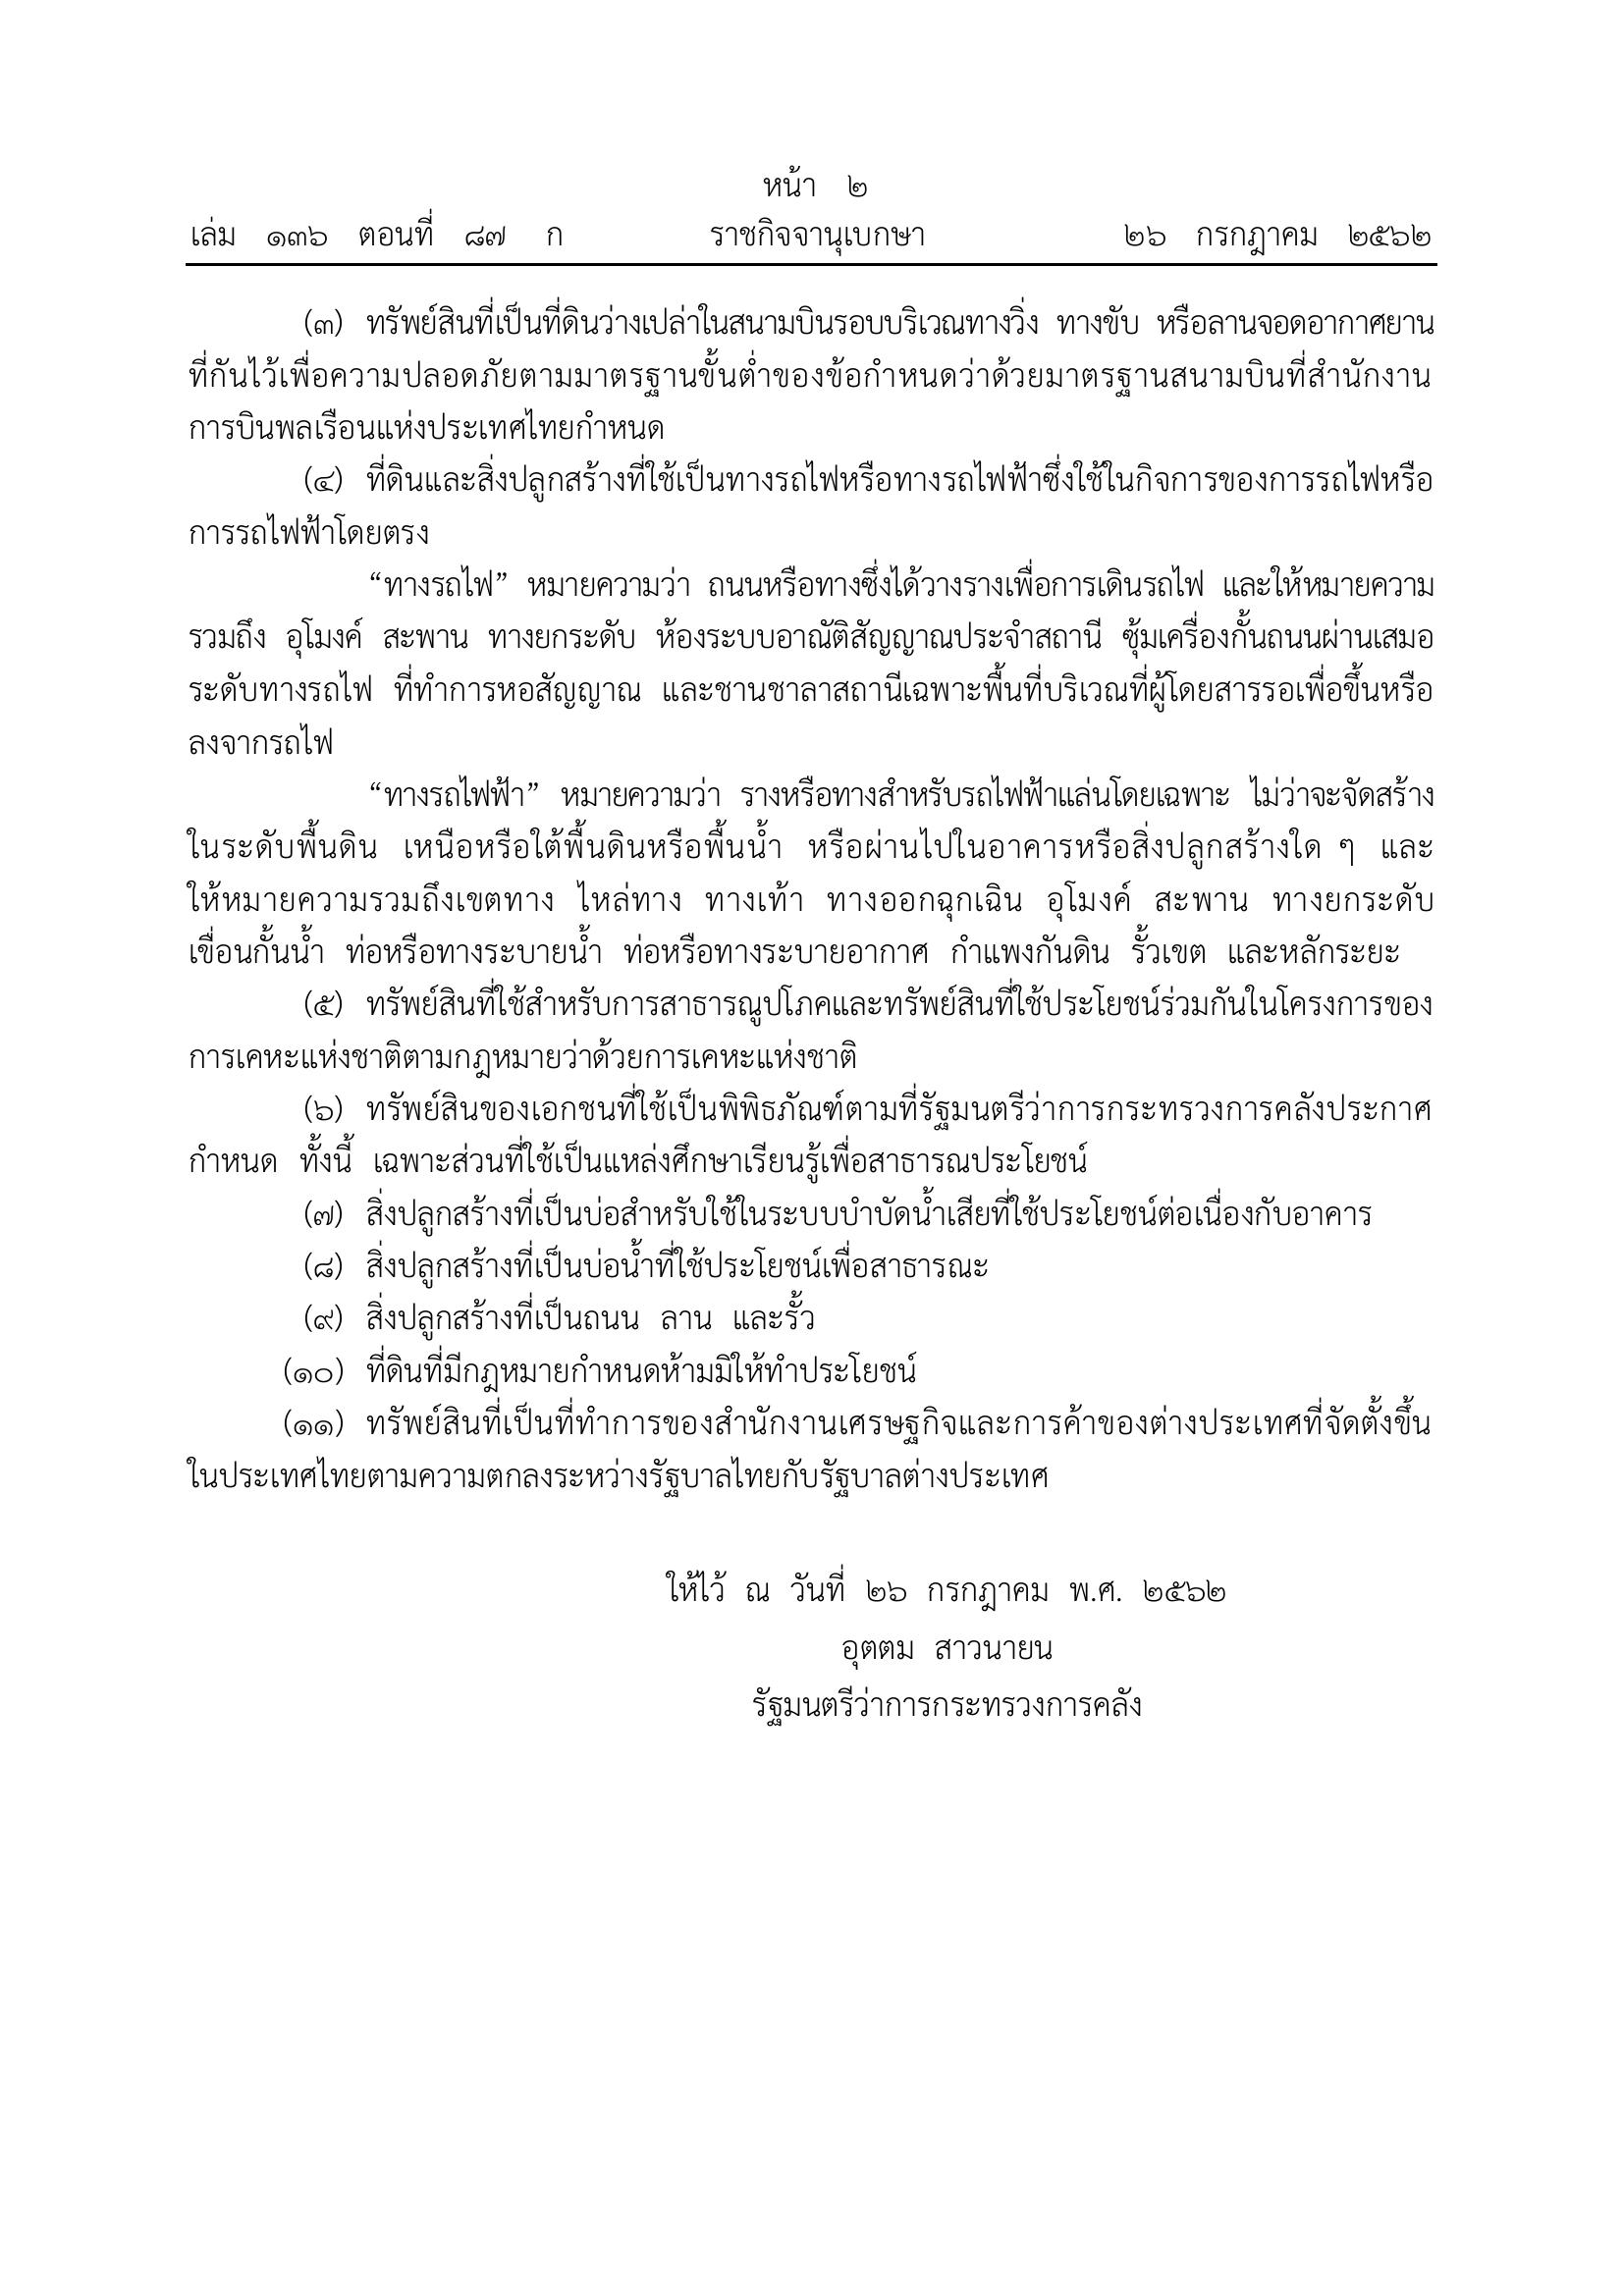 หน้า ๒
เล่ม ๑๓๖ ตอนที่ ๘๗ ก ราชกิจจานุเบกษา ๒๖ กรกฎาคม ๒๕๖๒
(๓) ทรัพย์สินที่เป็นที่ดินว่างเปล่าในสนามบินรอบบริเวณทางวิ่ง ทางขับ หรือลานจอดอากาศยาน
ที่กันไว้เพื่อความปลอดภัยตามมาตรฐานขั้นต่ำของข้อกำหนดว่าด้วยมาตรฐานสนามบินที่สำนักงาน
การบินพลเรือนแห่งประเทศไทยกำหนด
(๔) ที่ดินและสิ่งปลูกสร้างที่ใช้เป็นทางรถไฟหรือทางรถไฟฟ้าซึ่งใช้ในกิจการของการรถไฟหรือ
การรถไฟฟ้าโดยตรง
“ทางรถไฟ” หมายความว่า ถนนหรือทางซึ่งได้วางรางเพื่อการเดินรถไฟ และให้หมายความ
รวมถึง อุโมงค์ สะพาน ทางยกระดับ ห้องระบบอาณัติสัญญาณประจำสถานี ซุ้มเครื่องกั้นถนนผ่านเสมอ
ระดับทางรถไฟ ที่ทำการหอสัญญาณ และชานชาลาสถานีเฉพาะพื้นที่บริเวณที่ผู้โดยสารรอเพื่อขึ้นหรือ
ลงจากรถไฟ
“ทางรถไฟฟ้า” หมายความว่า รางหรือทางสำหรับรถไฟฟ้าแล่นโดยเฉพาะ ไม่ว่าจะจัดสร้าง
ในระดับพื้นดิน เหนือหรือใต้พื้นดินหรือพื้นน้ำ หรือผ่านไปในอาคารหรือสิ่งปลูกสร้างใด ๆ และ
ให้หมายความรวมถึงเขตทาง ไหล่ทาง ทางเท้า ทางออกฉุกเฉิน อุโมงค์ สะพาน ทางยกระดับ
เขื่อนกั้นน้ำ ท่อหรือทางระบายน้ำ ท่อหรือทางระบายอากาศ กำแพงกันดิน รั้วเขต และหลักระยะ
(๕) ทรัพย์สินที่ใช้สำหรับการสาธารณูปโภคและทรัพย์สินที่ใช้ประโยชน์ร่วมกันในโครงการของ
การเคหะแห่งชาติตามกฎหมายว่าด้วยการเคหะแห่งชาติ
(๖) ทรัพย์สินของเอกชนที่ใช้เป็นพิพิธภัณฑ์ตามที่รัฐมนตรีว่าการกระทรวงการคลังประกาศ
กำหนด ทั้งนี้ เฉพาะส่วนที่ใช้เป็นแหล่งศึกษาเรียนรู้เพื่อสาธารณประโยชน์
(๗) สิ่งปลูกสร้างที่เป็นบ่อสำหรับใช้ในระบบบำบัดน้ำเสียที่ใช้ประโยชน์ต่อเนื่องกับอาคาร
(๘) สิ่งปลูกสร้างที่เป็นบ่อน้ำที่ใช้ประโยชน์เพื่อสาธารณะ
(๙) สิ่งปลูกสร้างที่เป็นถนน ลาน และรั้ว
(๑๐) ที่ดินที่มีกฎหมายกำหนดห้ามมิให้ทำประโยชน์
(๑๑) ทรัพย์สินที่เป็นที่ทำการของสำนักงานเศรษฐกิจและการค้าของต่างประเทศที่จัดตั้งขึ้น
ในประเทศไทยตามความตกลงระหว่างรัฐบาลไทยกับรัฐบาลต่างประเทศ
ให้ไว้ ณ วันที่ ๒๖ กรกฎาคม พ.ศ. ๒๕๖๒
อุตตม สาวนายน
รัฐมนตรีว่าการกระทรวงการคลัง